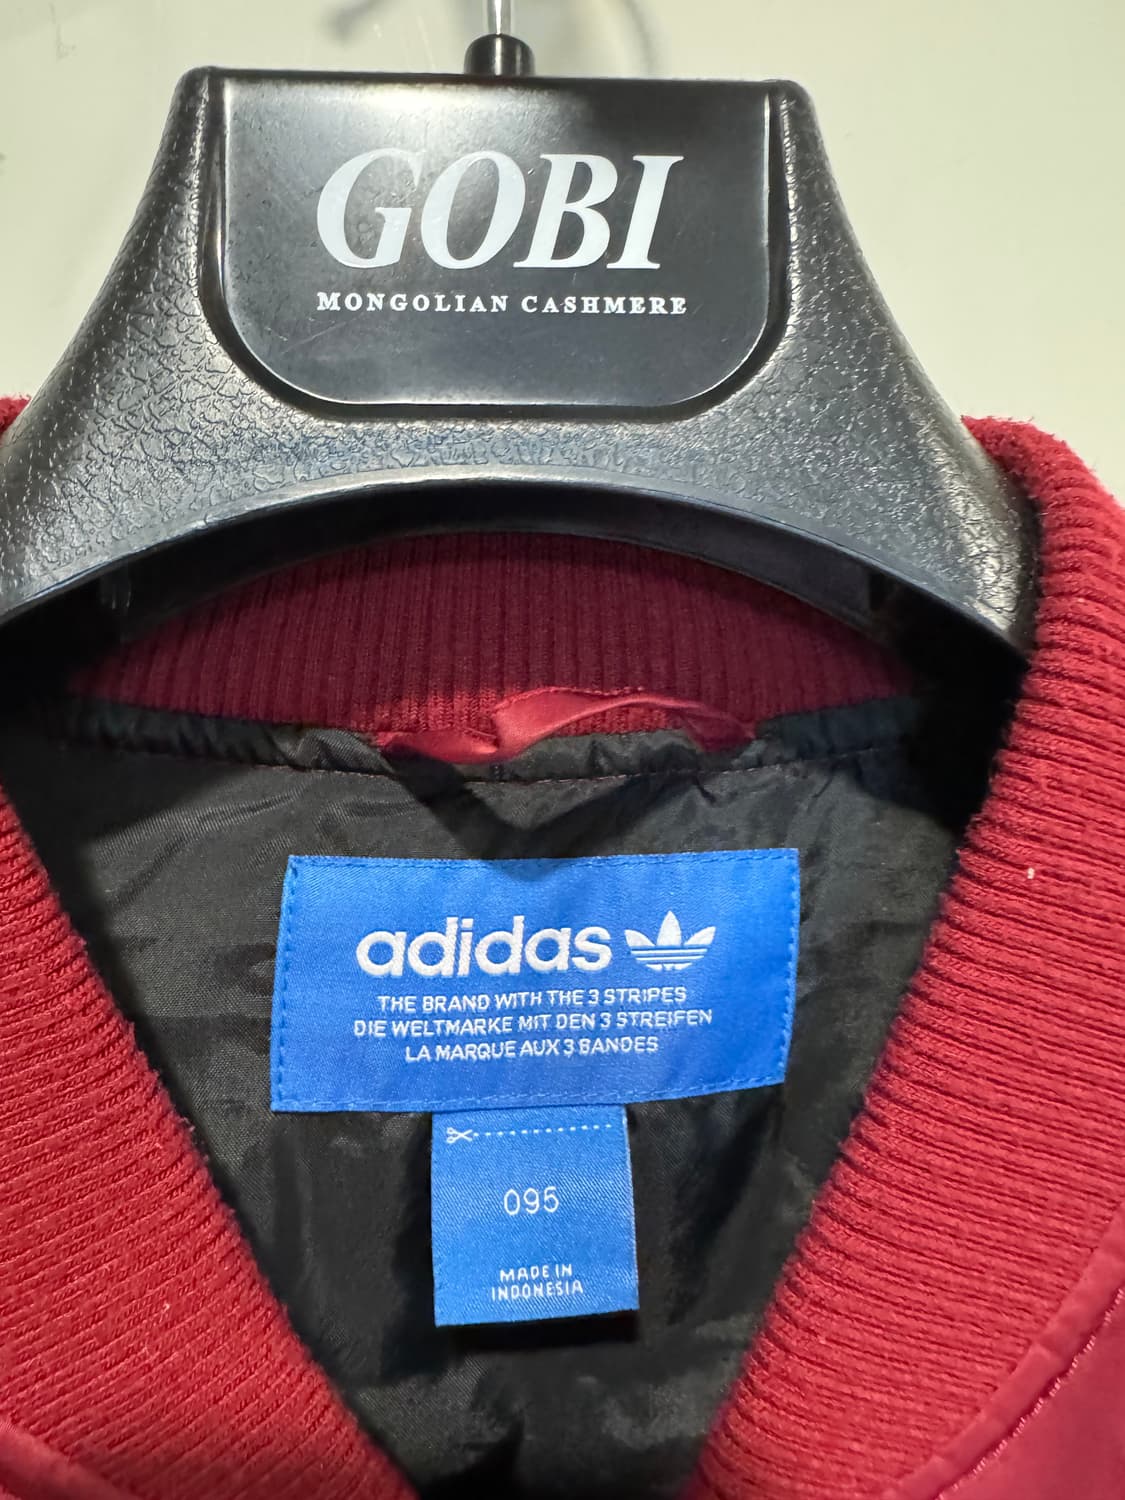 GOBI
MONGOLIAN CASHMERE
adidas
THE BRAND WITH THE 3 STRIPES
DIE WELTMARKE MIT DEN 3 STREIFEN
LA MARQUE AUX 3 BANDES
095
MADE IN
INDONESIA